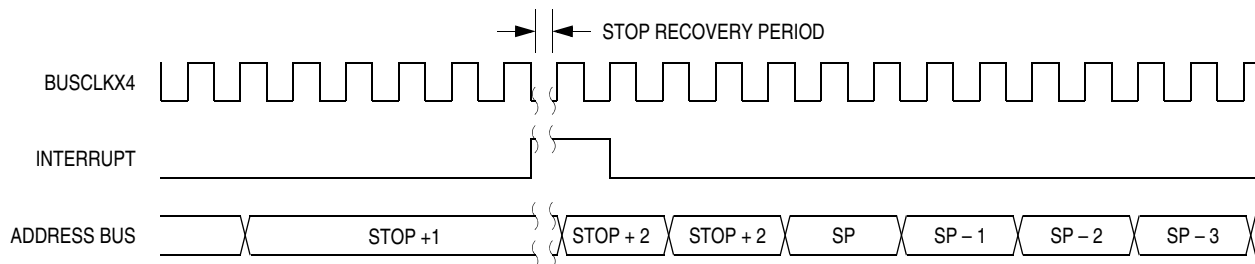 STOP RECOVERY PERIOD
BUSCLKX4
INTERRUPT
ADDRESS BUS STOP +1 STOP + 2 STOP + 2 SP SP – 1 SP – 2 SP – 3